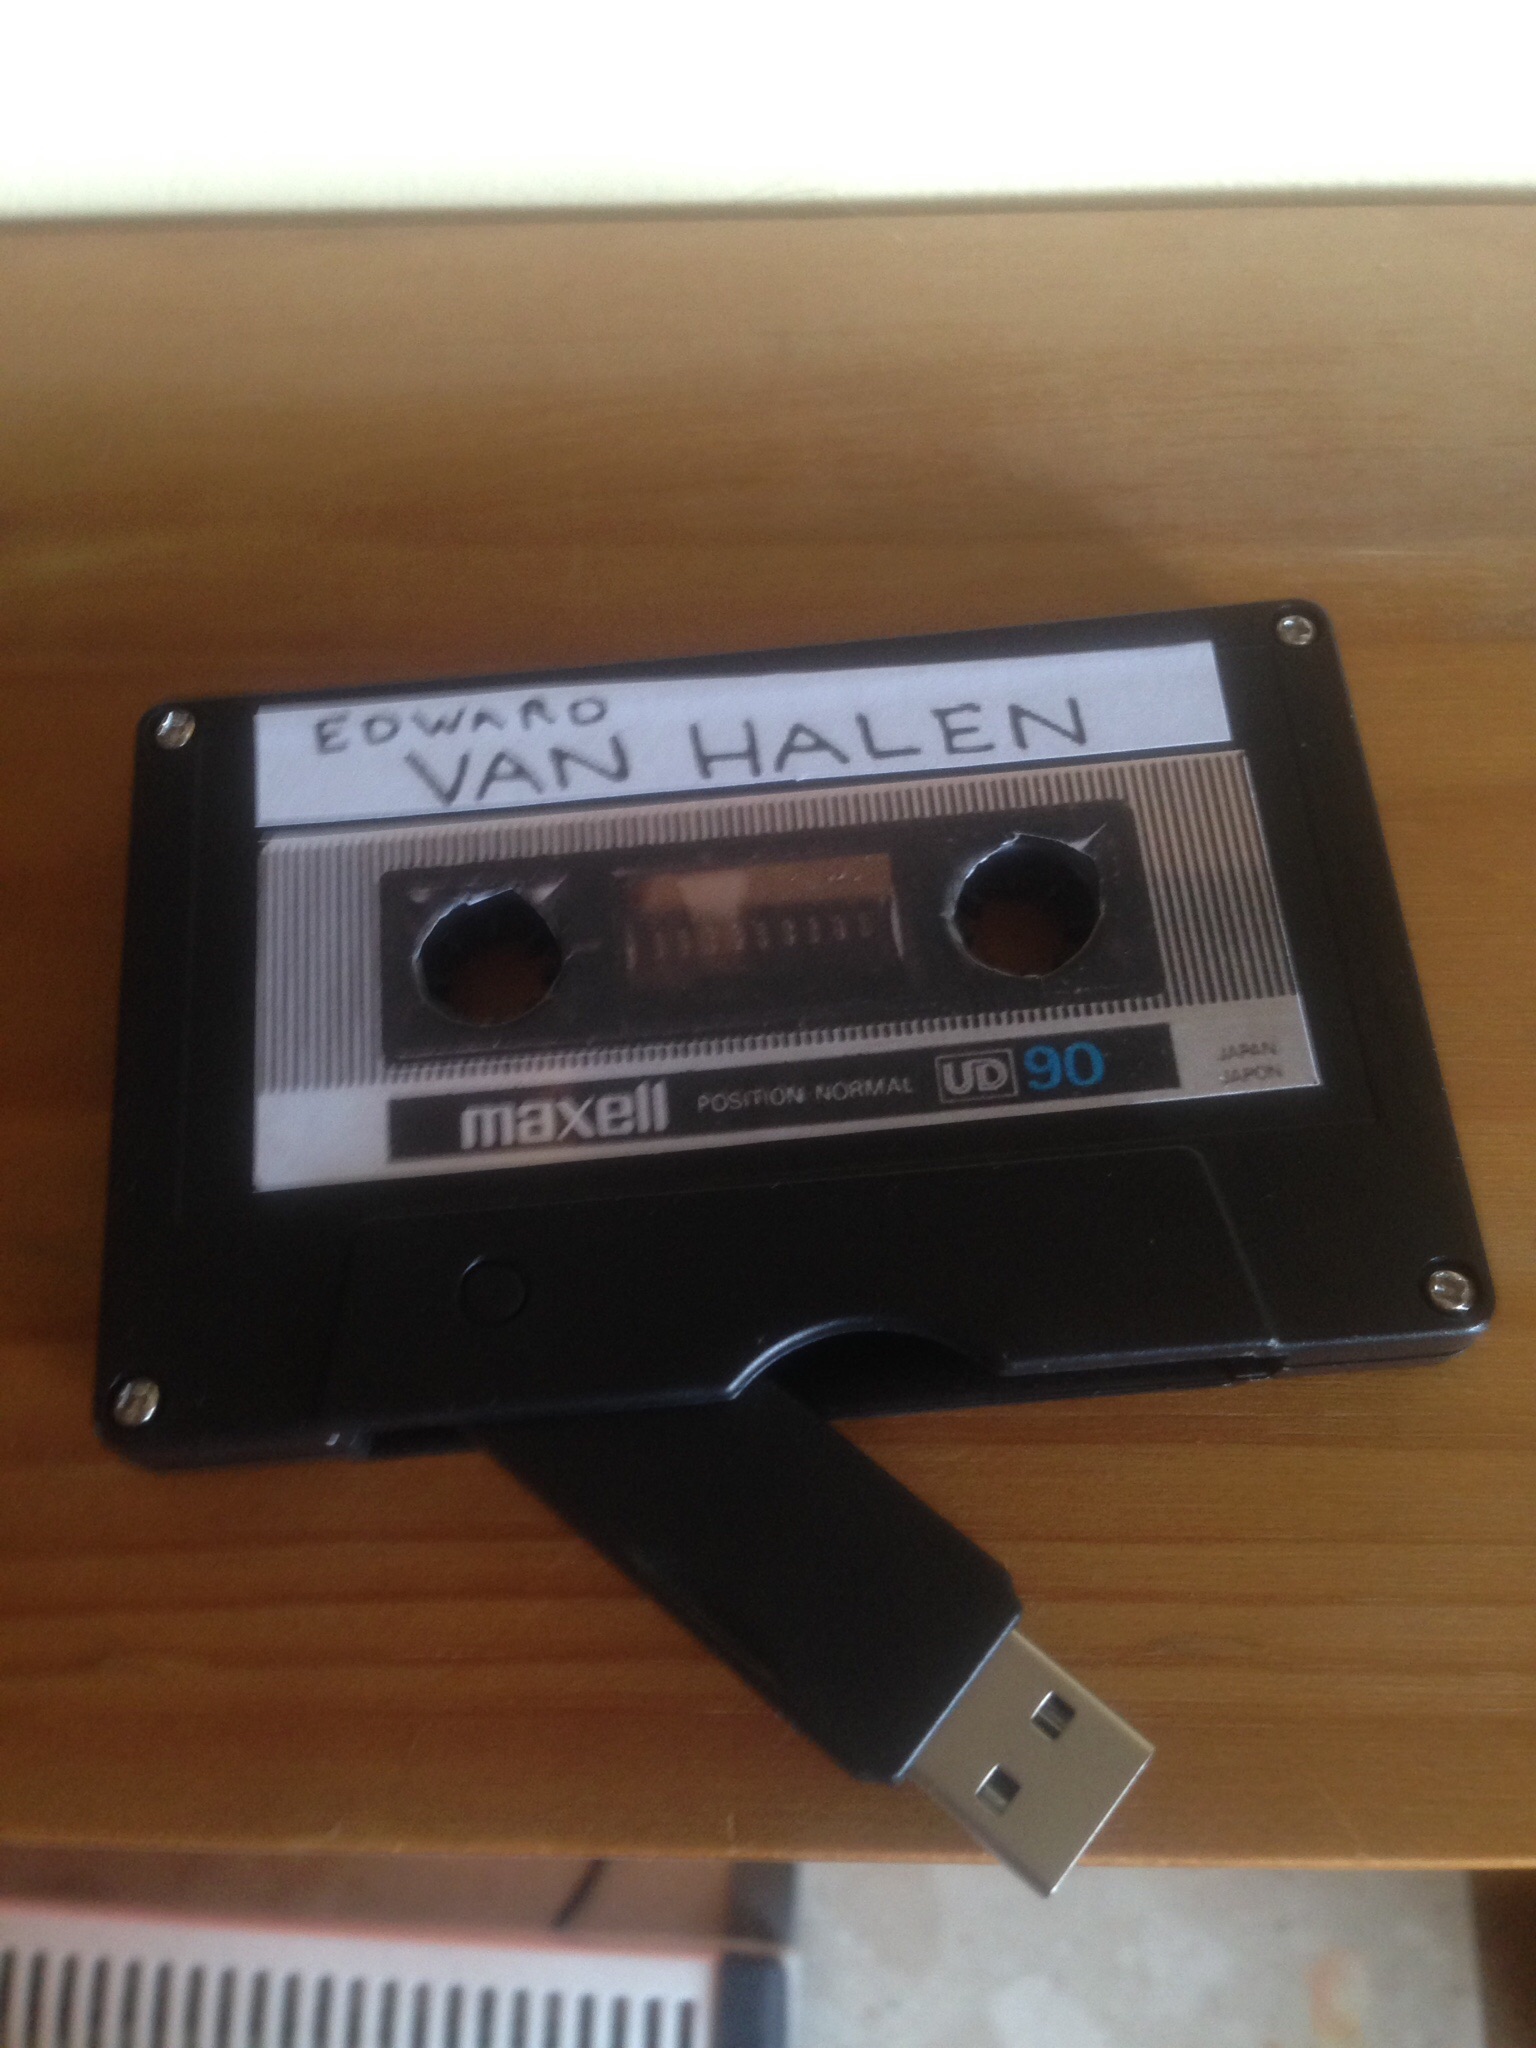 EDWARD
VAN HALEN
maxell POSITION NORMAL UD 90
JAPAN
JAPON